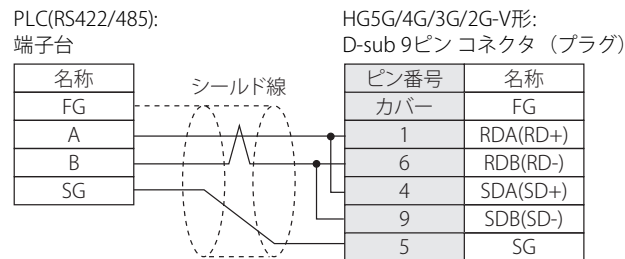 PLC(RS422/485):
端子台
HG5G/4G/3G/2G-V形:
D-sub 9ピン コネクタ（プラグ）
名称
FG
A
B
SG
シールド線
ピン番号 名称
カバー FG
1 RDA(RD+)
6 RDB(RD-)
4 SDA(SD+)
9 SDB(SD-)
5 SG